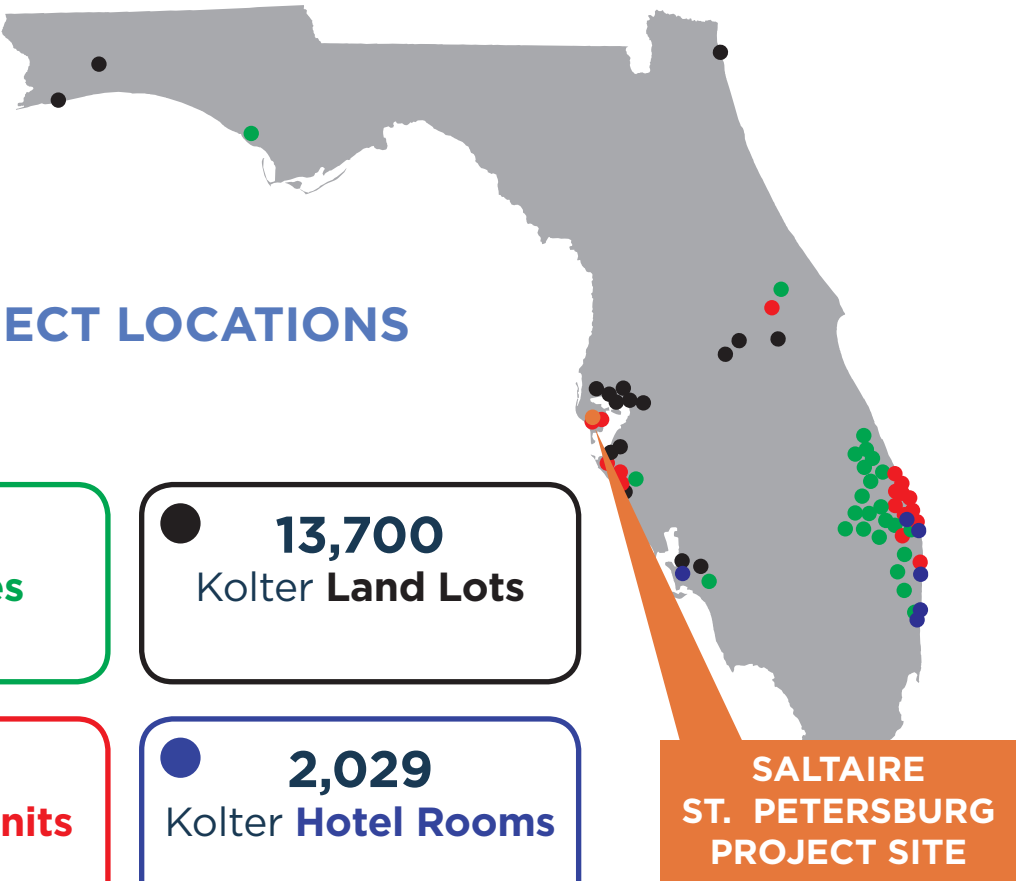 ECT LOCATIONS
es
13,700
Kolter Land Lots
nits
2,029
Kolter Hotel Rooms
SALTAIRE
ST. PETERSBURG
PROJECT SITE